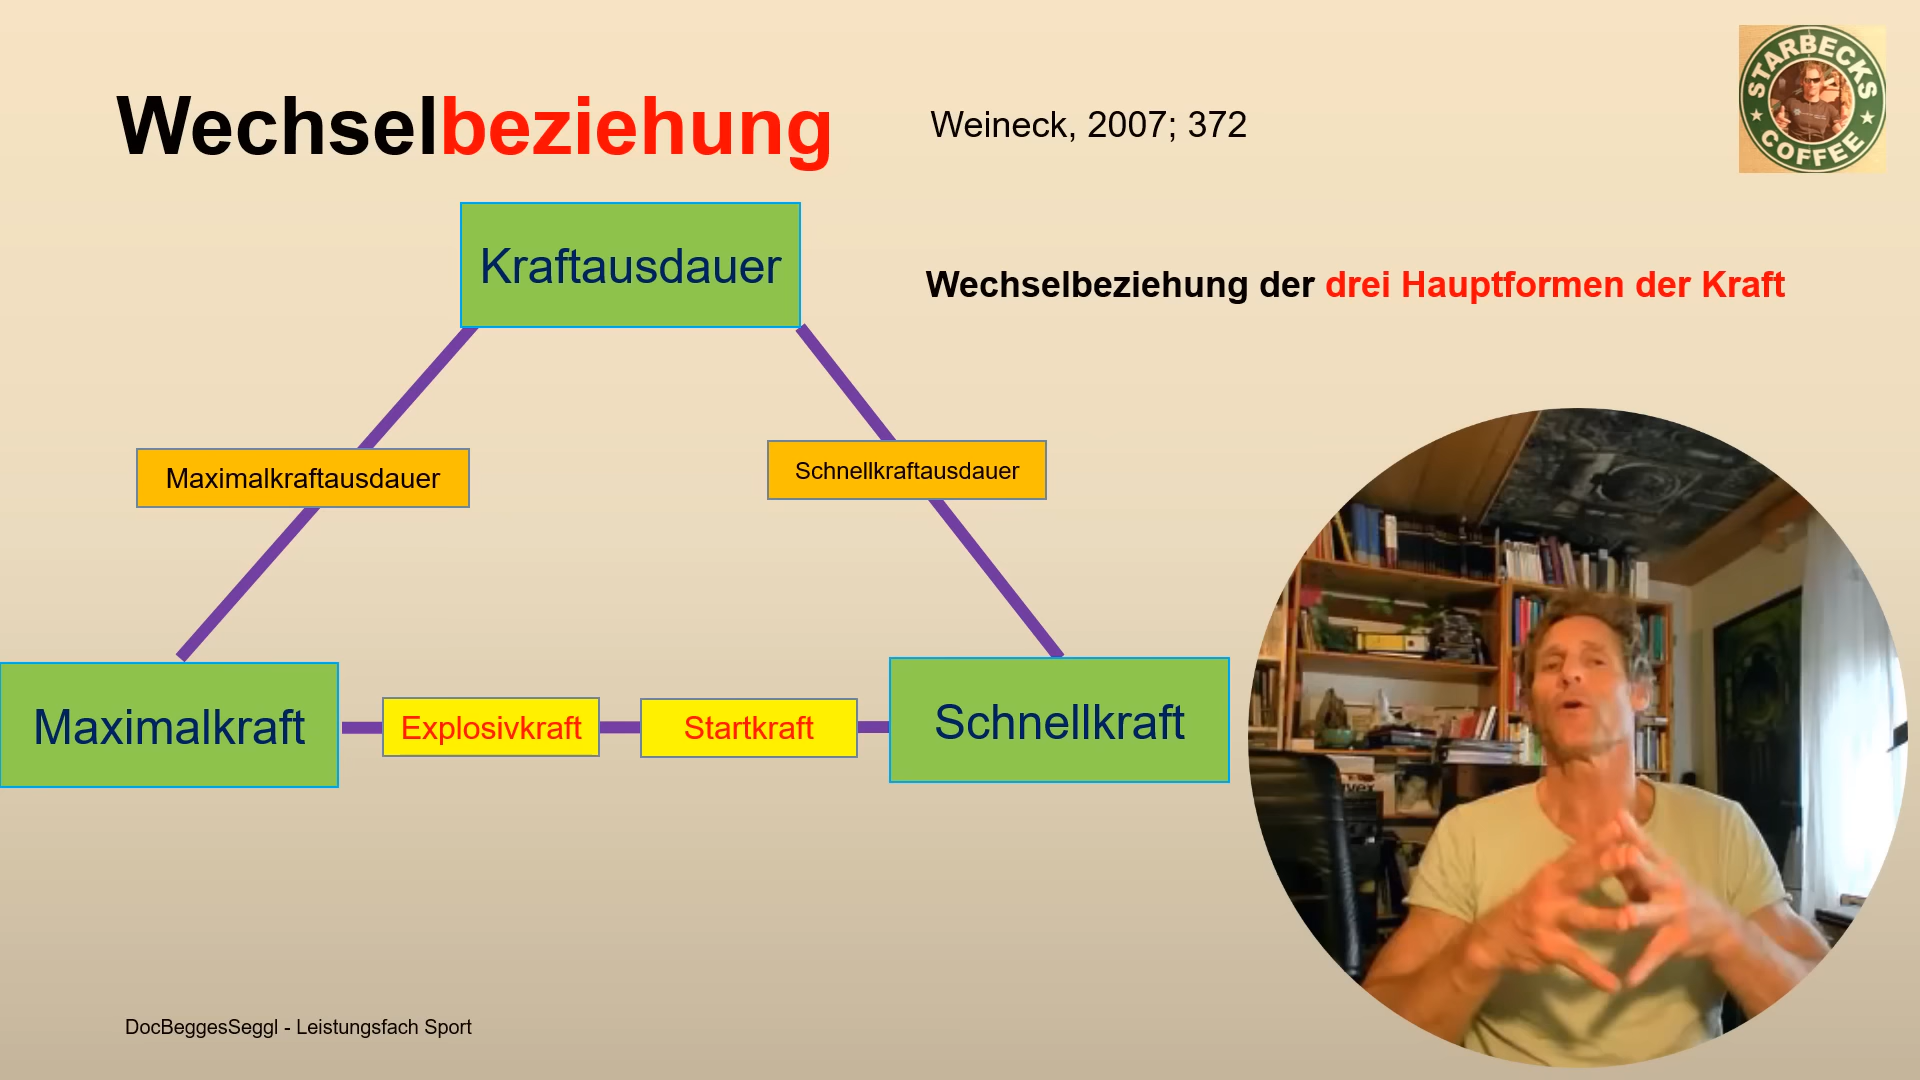 Wechselbeziehung
Weineck, 2007; 372
STARBECKS
COFFEE
Kraftausdauer
Wechselbeziehung der drei Hauptformen der Kraft
Maximalkraftausdauer
Schnellkraftausdauer
Maximalkraft
Explosivkraft
Startkraft
Schnellkraft
DocBeggesSeggl - Leistungsfach Sport